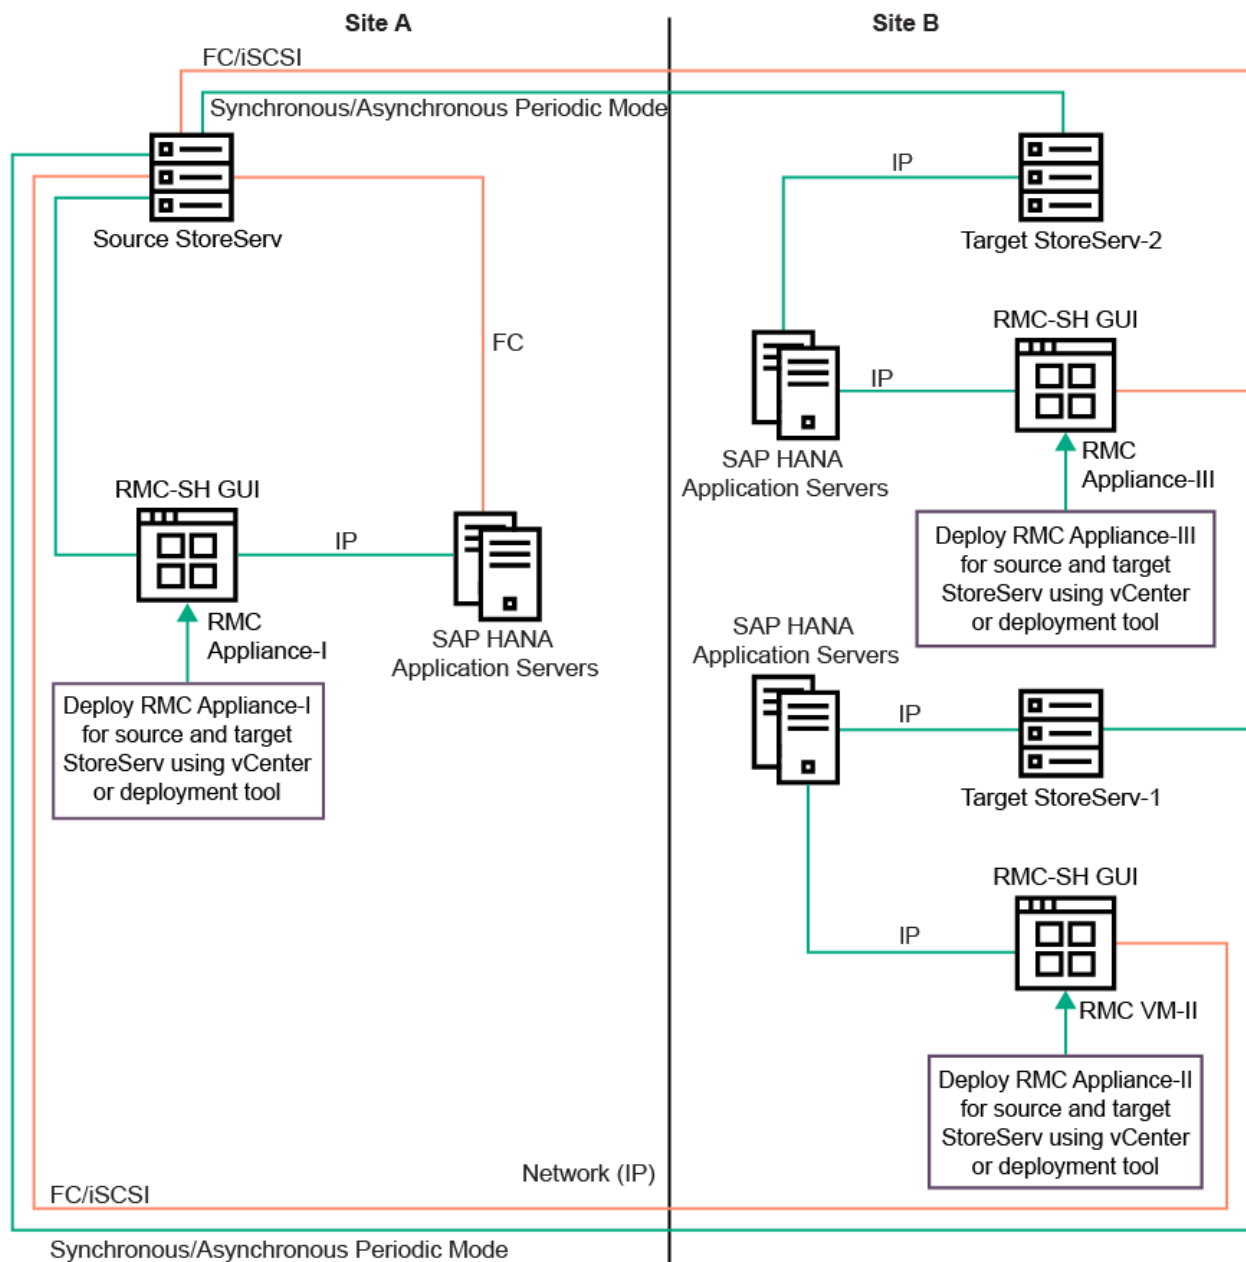 Site A
Site B
FC/iSCSI
Synchronous/Asynchronous Periodic Mode
Source StoreServ
FC
RMC-SH GUI
IP
RMC
Appliance-I
SAP HANA
Application Servers
Deploy RMC Appliance-I
for source and target
StoreServ using vCenter
or deployment tool
IP
Target StoreServ-2
RMC-SH GUI
IP
SAP HANA
Application Servers
RMC
Appliance-III
Deploy RMC Appliance-III
for source and target
StoreServ using vCenter
or deployment tool
SAP HANA
Application Servers
IP
Target StoreServ-1
RMC-SH GUI
IP
RMC VM-II
Deploy RMC Appliance-II
for source and target
StoreServ using vCenter
or deployment tool
Network (IP)
FC/iSCSI
Synchronous/Asynchronous Periodic Mode